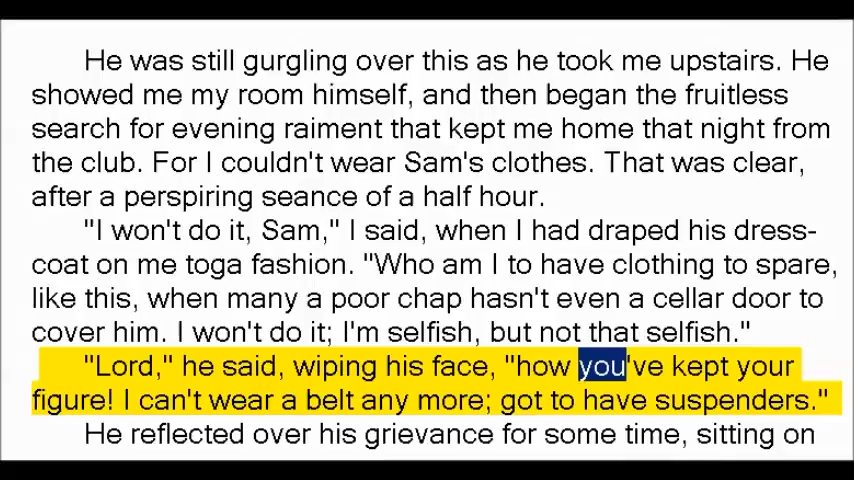 He was still gurgling over this as he took me upstairs. He
showed me my room himself, and then began the fruitless
search for evening raiment that kept me home that night from
the club. For I couldn't wear Sam's clothes. That was clear,
after a perspiring seance of a half hour.
"I won't do it, Sam," I said, when I had draped his dress-
coat on me toga fashion. "Who am I to have clothing to spare,
like this, when many a poor chap hasn't even a cellar door to
cover him. I won't do it; I'm selfish, but not that selfish."
"Lord," he said, wiping his face, "how you've kept your
figure! I can't wear a belt any more; got to have suspenders."
He reflected over his grievance for some time, sitting on